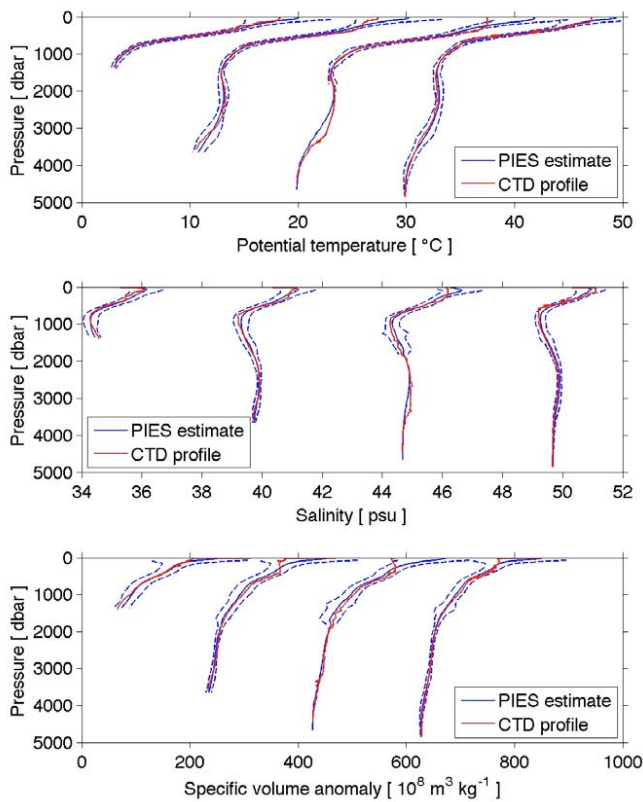 0
1000
2000
3000
4000
5000
Pressure [ dbar]
PIES estimate
CTD profile
0 10 20 30 40 50
Potential temperature [ °C]
0
1000
2000
3000
4000
5000
Pressure [ dbar]
PIES estimate
CTD profile
34 36 38 40 42 44 46 48 50 52
Salinity [ psu]
0
1000
2000
3000
4000
5000
Pressure [ dbar]
PIES estimate
CTD profile
0 200 400 600 800 1000
Specific volume anomaly [ 10⁸ m³ kg⁻¹]